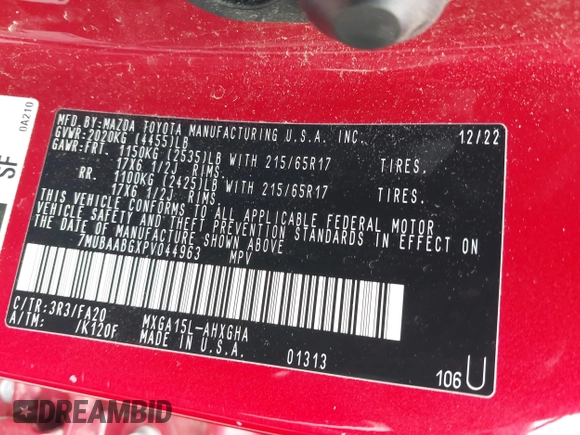 MFD.BY:MAZDA TOYOTA MANUFACTURING U.S.A. INC. 12/22
GVWR:2020KG (4455)LB
GAWR:FRT. 1150KG (2535)LB WITH 215/65R17 TIRES.
17X6 1/2J RIMS.
RR. 1100KG (2425)LB WITH 215/65R17 TIRES.
17X6 1/2J RIMS.
THIS VEHICLE CONFORMS TO ALL APPLICABLE FEDERAL MOTOR
VEHICLE SAFETY AND THEFT PREVENTION STANDARDS IN EFFECT ON
THE DATE OF MANUFACTURE SHOWN ABOVE.
7MUBAABGXPV044963 MPV
C/TR:3R3/FA20 MXGA15L-AHXGHA
A/TM: /K120F MADE IN U.S.A. 01313
106 U
0A210
SF
DREAMBID